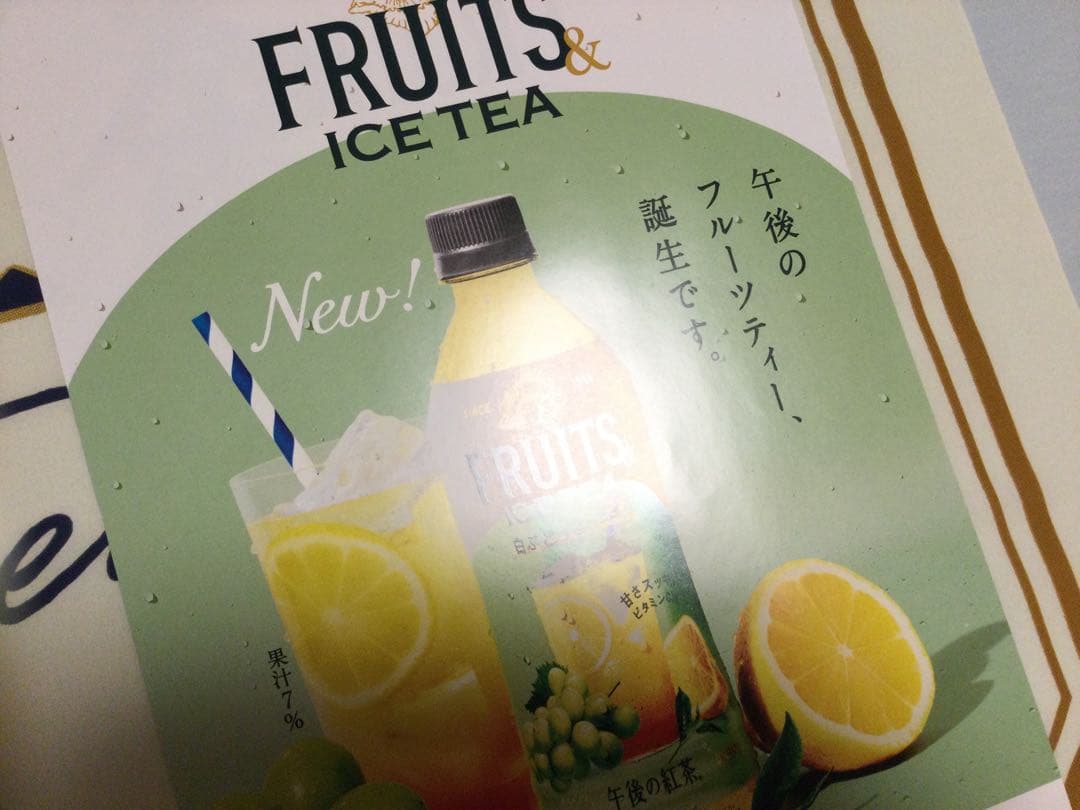 FRUITS&
ICE TEA
午後の
フルーツティー、
誕生です。
New!
SINCE
FRUITS
甘さスッ
ビタミン
果汁7%
午後の紅茶